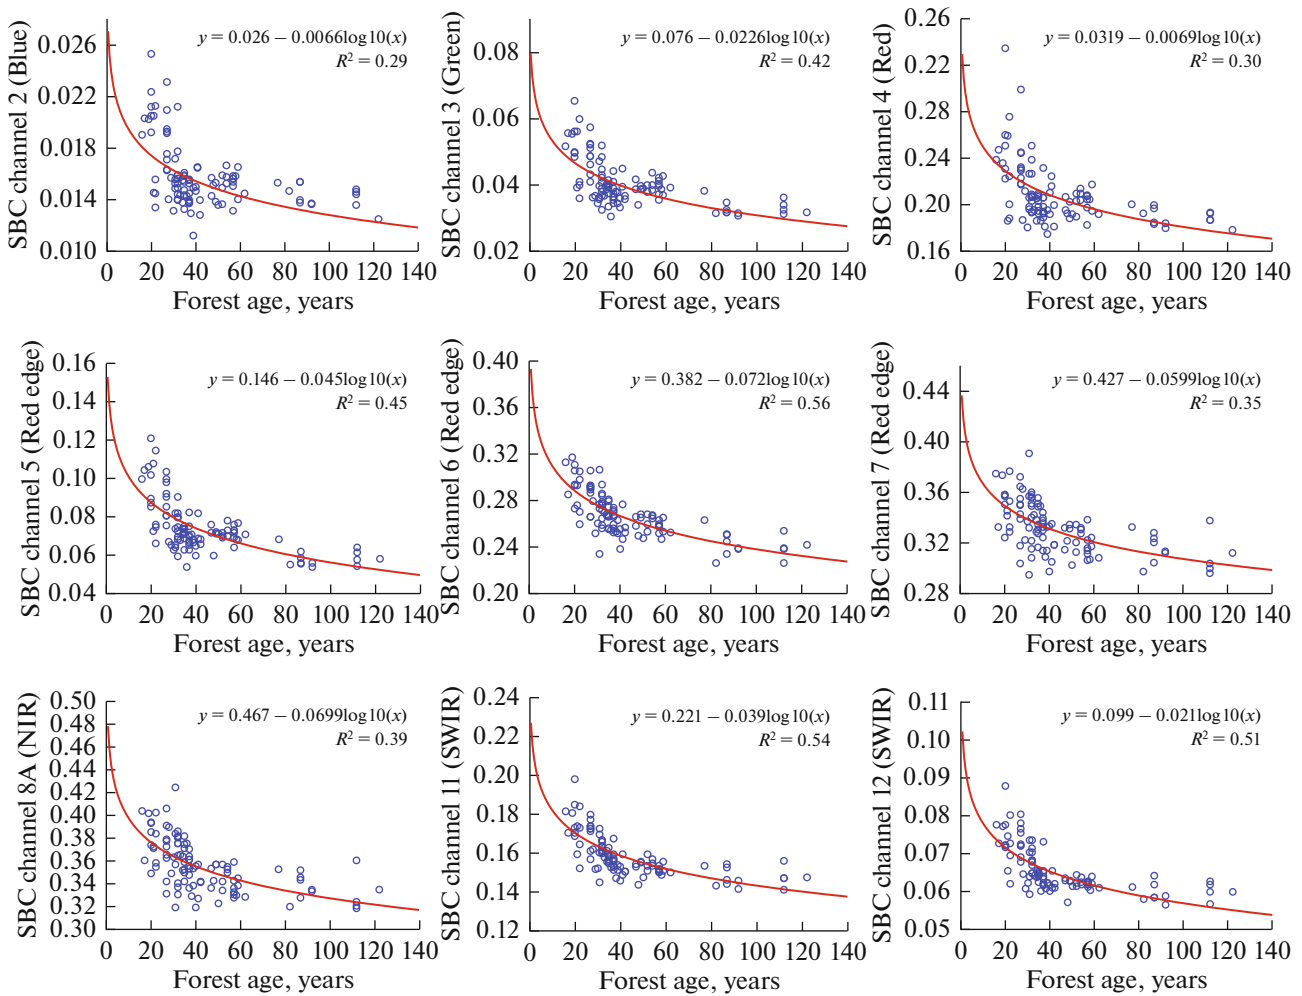 SBC channel 2 (Blue)
0.026
0.022
0.018
0.014
0.010
y = 0.026 − 0.0066log10(x)
R² = 0.29
0 20 40 60 80 100 120 140
Forest age, years
SBC channel 3 (Green)
0.08
0.06
0.04
0.02
y = 0.076 − 0.0226log10(x)
R² = 0.42
0 20 40 60 80 100 120 140
Forest age, years
SBC channel 4 (Red)
0.26
0.22
0.24
0.20
0.16
y = 0.0319 − 0.0069log10(x)
R² = 0.30
0 20 40 60 80 100 120 140
Forest age, years
SBC channel 5 (Red edge)
0.16
0.14
0.12
0.10
0.08
0.06
0.04
y = 0.146 − 0.045log10(x)
R² = 0.45
0 20 40 60 80 100 120 140
Forest age, years
SBC channel 6 (Red edge)
0.40
0.36
0.32
0.28
0.24
0.20
y = 0.382 − 0.072log10(x)
R² = 0.56
0 20 40 60 80 100 120 140
Forest age, years
SBC channel 7 (Red edge)
0.44
0.40
0.36
0.32
0.28
y = 0.427 − 0.0599log10(x)
R² = 0.35
0 20 40 60 80 100 120 140
Forest age, years
SBC channel 8A (NIR)
0.50
0.48
0.46
0.44
0.42
0.40
0.38
0.36
0.34
0.32
0.30
y = 0.467 − 0.0699log10(x)
R² = 0.39
0 20 40 60 80 100 120 140
Forest age, years
SBC channel 11 (SWIR)
0.24
0.22
0.20
0.18
0.16
0.14
0.12
y = 0.221 − 0.039log10(x)
R² = 0.54
0 20 40 60 80 100 120 140
Forest age, years
SBC channel 12 (SWIR)
0.11
0.10
0.09
0.08
0.07
0.06
0.05
y = 0.099 − 0.021log10(x)
R² = 0.51
0 20 40 60 80 100 120 140
Forest age, years